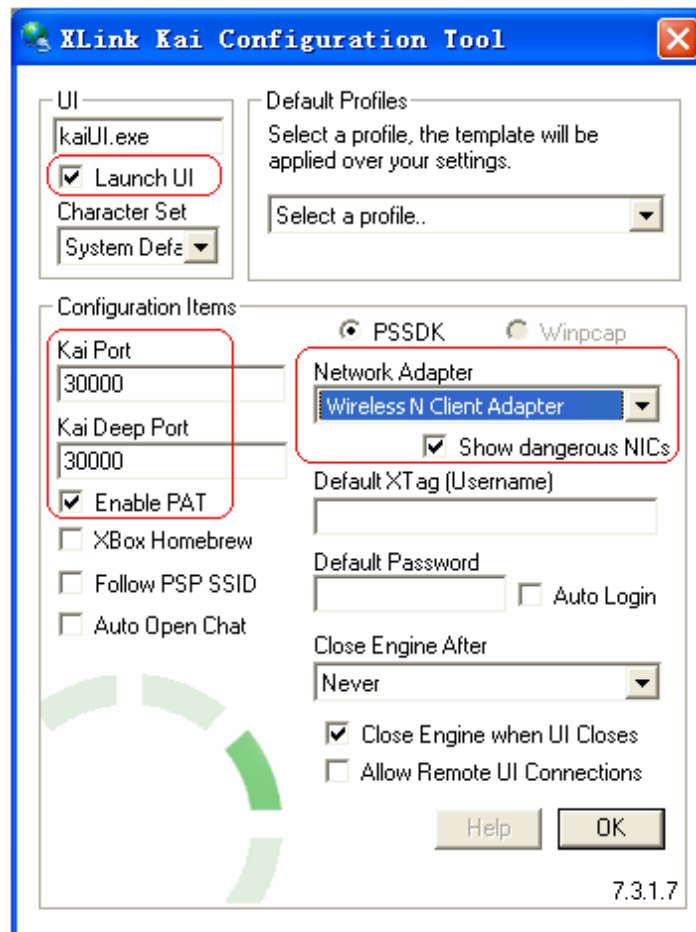 XLink Kai Configuration Tool
UI
kaiUI.exe
Launch UI
Character Set
System Defa
Default Profiles
Select a profile, the template will be
applied over your settings.
Select a profile..
Configuration Items
Kai Port
30000
Kai Deep Port
30000
Enable PAT
XBox Homebrew
Follow PSP SSID
Auto Open Chat
PSSDK
Winpcap
Network Adapter
Wireless N Client Adapter
Show dangerous NICs
Default XTag (Username)
Default Password
Auto Login
Close Engine After
Never
Close Engine when UI Closes
Allow Remote UI Connections
Help
OK
7.3.1.7